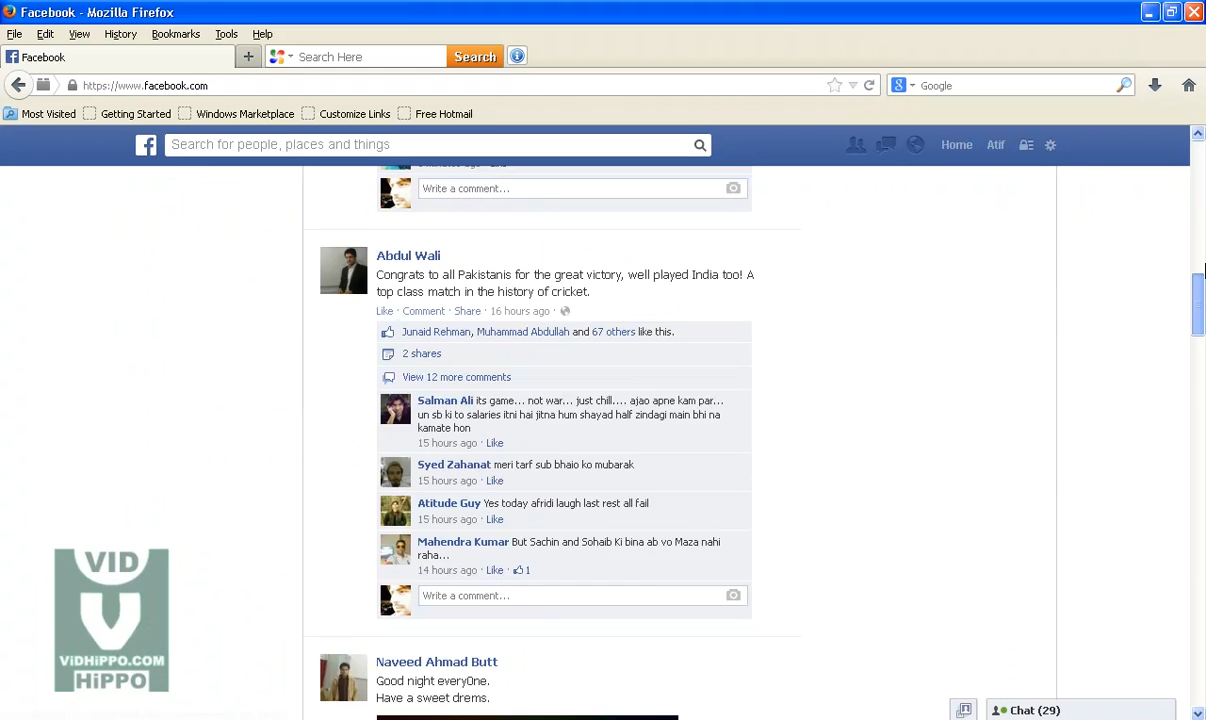 Facebook - Mozilla Firefox
File Edit View History Bookmarks Tools Help
Facebook Search Here Search
https://www.facebook.com Google
Most Visited Getting Started Windows Marketplace Customize Links Free Hotmail
Search for people, places and things Home Atif
Write a comment...
Abdul Wali
Congrats to all Pakistanis for the great victory, well played India too! A
top class match in the history of cricket.
Like · Comment · Share · 16 hours ago ·
Junaid Rehman, Muhammad Abdullah and 67 others like this.
2 shares
View 12 more comments
Salman Ali its game... not war... just chill.... ajao apne kam par...
un sb ki to salaries itni hai jitna hum shayad half zindagi main bhi na
kamate hon
15 hours ago · Like
Syed Zahanat meri tarf sub bhaio ko mubarak
15 hours ago · Like
Atitude Guy Yes today afridi laugh last rest all fail
15 hours ago · Like
Mahendra Kumar But Sachin and Sohaib Ki bina ab vo Maza nahi
raha...
14 hours ago · Like · 1
Write a comment...
Naveed Ahmad Butt
Good night every0ne.
Have a sweet drems.
VID
VIDHIPPO.COM
HiPPO
Chat (29)